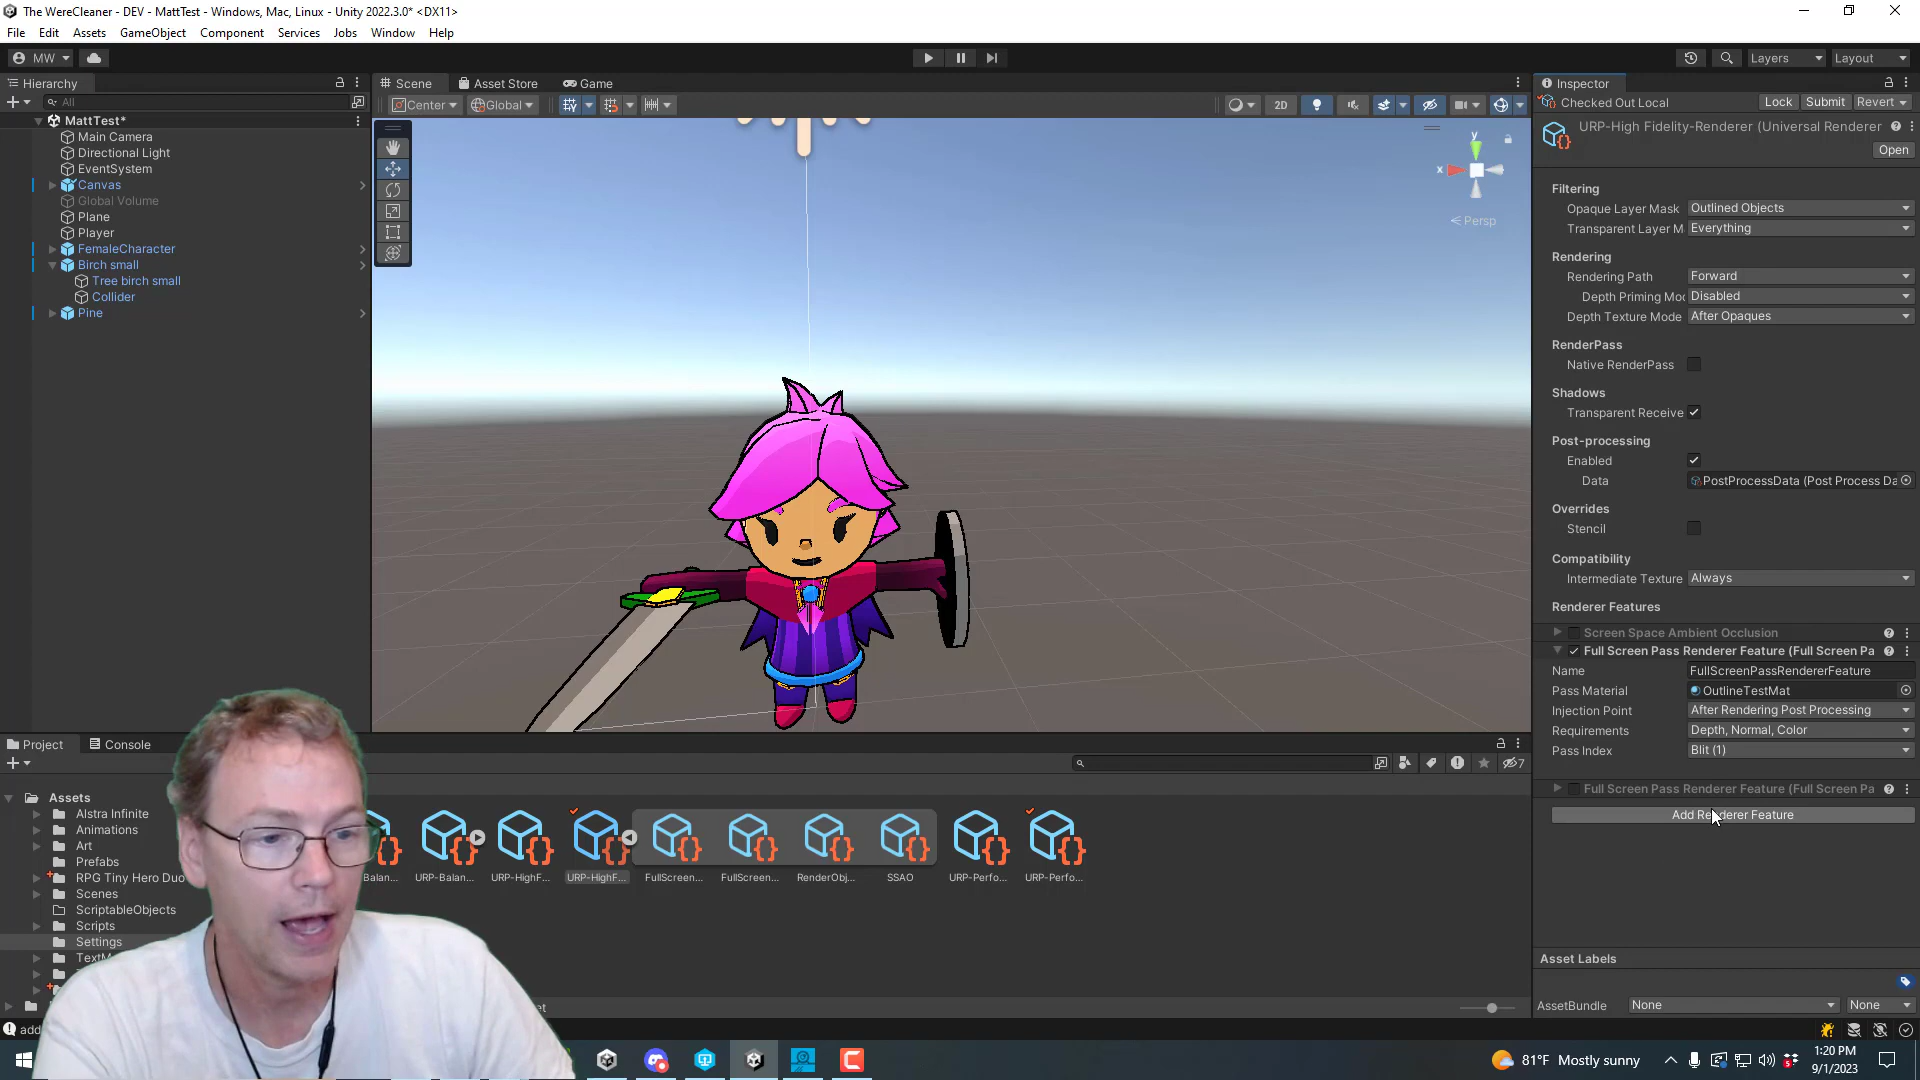 The WereCleaner - DEV - MattTest - Windows, Mac, Linux - Unity 2022.3.0* <DX11>
File Edit Assets GameObject Component Services Jobs Window Help
MW Layers Layout
Hierarchy Scene Asset Store Game Inspector
All Center Global 2D Checked Out Local Lock Submit Revert
MattTest*
URP-High Fidelity-Renderer (Universal Renderer
Open
Main Camera
Directional Light
EventSystem
Canvas
Global Volume
Plane
Player
FemaleCharacter
Birch small
Tree birch small
Collider
Pine
y
x
Persp
Filtering
Opaque Layer Mask Outlined Objects
Transparent Layer M Everything
Rendering
Rendering Path Forward
Depth Priming Mo Disabled
Depth Texture Mode After Opaques
RenderPass
Native RenderPass
Shadows
Transparent Receive
Post-processing
Enabled
Data PostProcessData (Post Process Da
Overrides
Stencil
Compatibility
Intermediate Texture Always
Renderer Features
Screen Space Ambient Occlusion
Full Screen Pass Renderer Feature (Full Screen Pa
Name FullScreenPassRendererFeature
Pass Material OutlineTestMat
Injection Point After Rendering Post Processing
Requirements Depth, Normal, Color
Pass Index Blit (1)
Full Screen Pass Renderer Feature (Full Screen Pa
Add Renderer Feature
Asset Labels
AssetBundle None None
Project Console
7
Assets
Alstra Infinite
Animations
Art
Prefabs
RPG Tiny Hero Duo
Scenes
ScriptableObjects
Scripts
Settings
TextM
Balan... URP-Balan... URP-HighF... URP-HighF... FullScreen... FullScreen... RenderObj... SSAO URP-Perfo... URP-Perfo...
et
add
81°F Mostly sunny
1:20 PM
9/1/2023